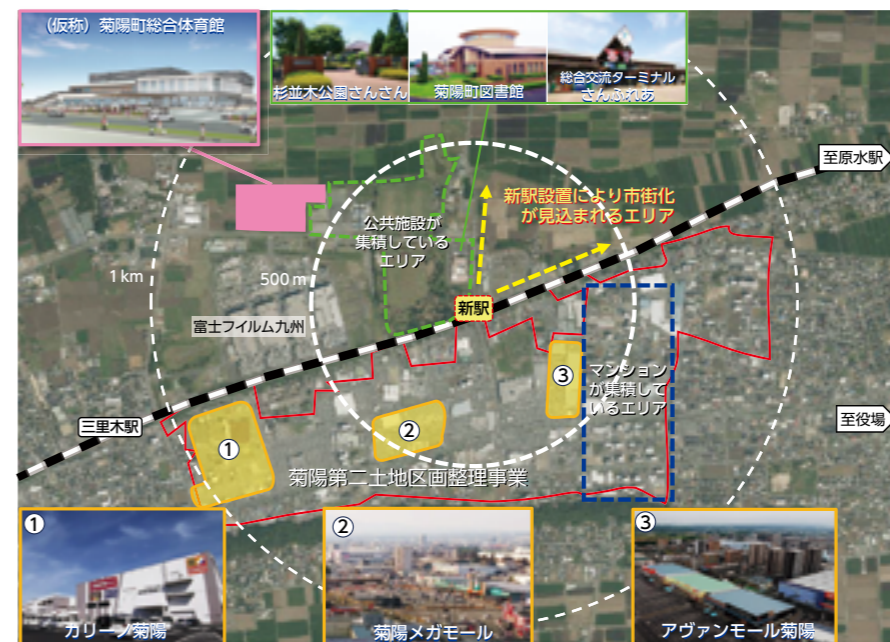 （仮称）菊陽町総合体育館
杉並木公園さんさん
菊陽町図書館
総合交流ターミナル
さんふれあ
至原水駅
新駅設置により市街化
が見込まれるエリア
公共施設が
集積している
エリア
1km
500m
新駅
富士フイルム九州
三里木駅
①
②
③
マンション
が集積して
いるエリア
至役場
菊陽第二土地区画整理事業
①
カリーノ菊陽
②
菊陽メガモール
③
アヴァンモール菊陽